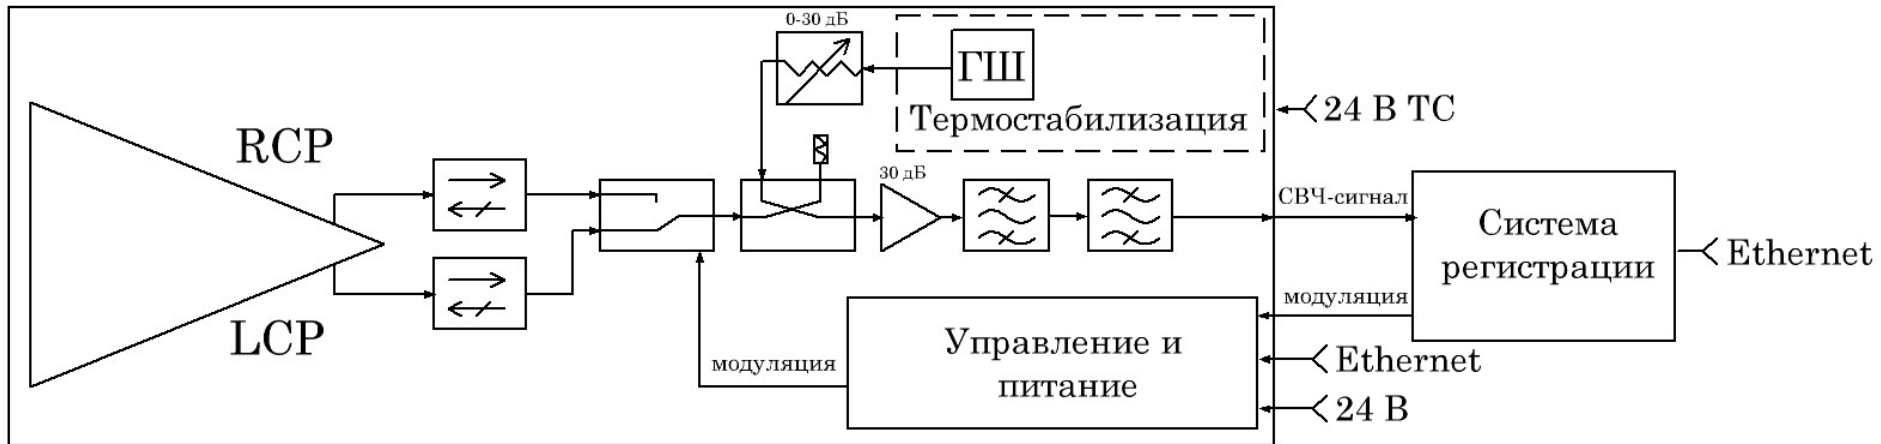 0-30 дБ
ГШ
Термостабилизация
24 В ТС
RCP
30 дБ
СВЧ-сигнал
Система
регистрации
Ethernet
LCP
модуляция
модуляция
Управление и
питание
Ethernet
24 В